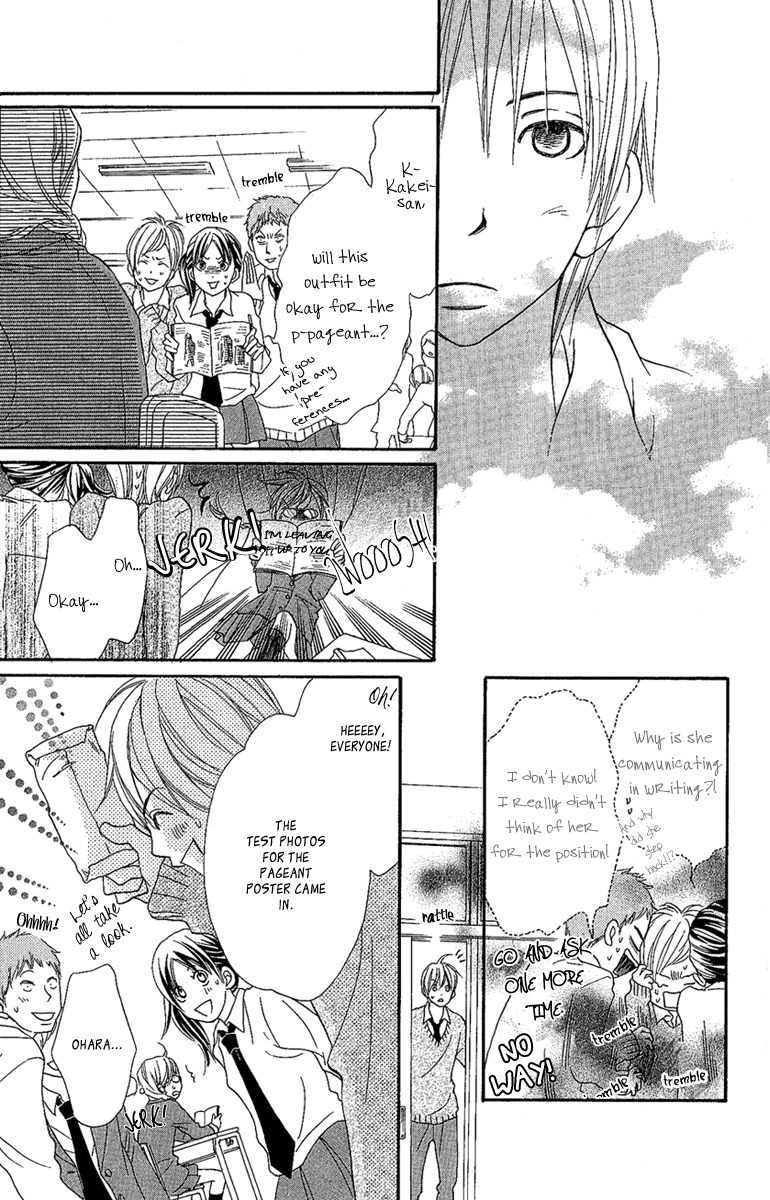 K-
Kakei-
san,
tremble
tremble
will this
outfit be
okay for the
p-pageant...?
If you
have any
pre-
ferences...
WOOOSH!
I'M LEAVING
IT UP TO YOU
JERK!
Oh...
Okay...
Why is she
communicating
in writing?!
And why
did she
step
back!!?
I don't know!
I really didn't
think of her
for the position!
GO AND ASK
ONE MORE
TIME.
NO
WAY!
tremble
tremble
tremble
Oh!
HEEEEY,
EVERYONE!
THE
TEST PHOTOS
FOR THE
PAGEANT
POSTER CAME
IN.
Let's
all take
a look.
Ohhhh!
rattle
OHARA...
JERK!